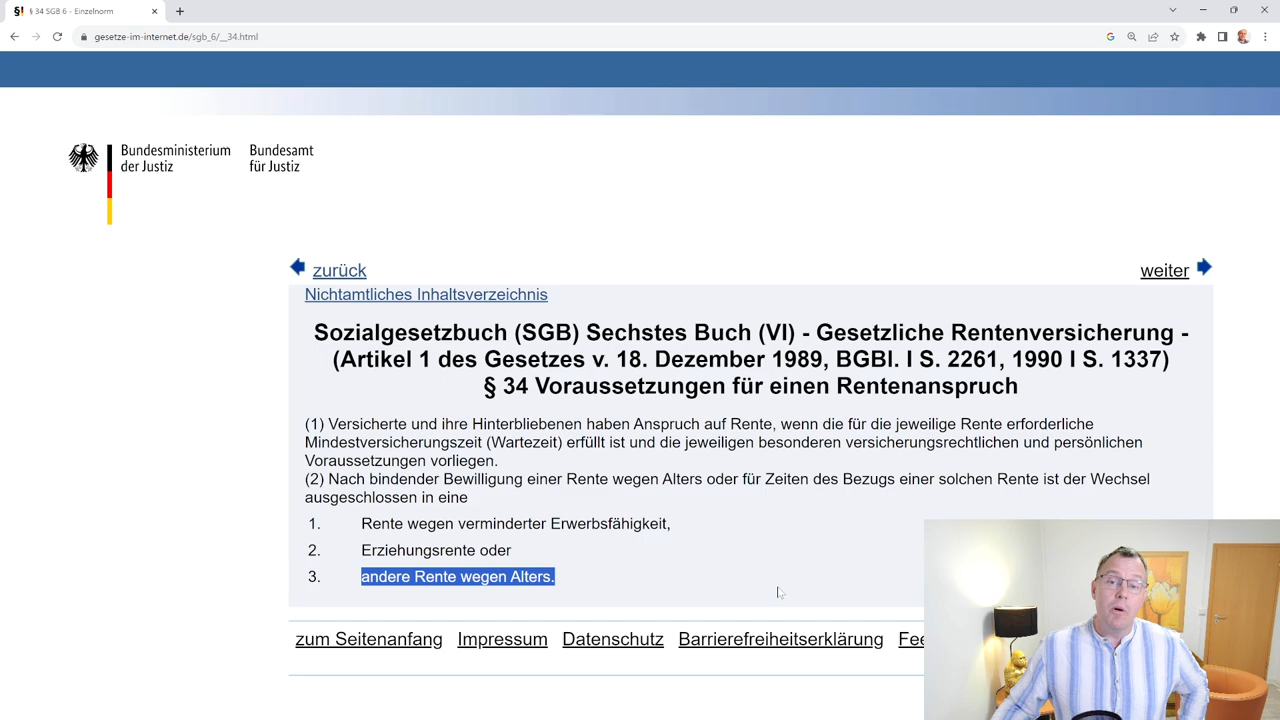 § 34 SGB 6 - Einzelnorm
gesetze-im-internet.de/sgb_6/__34.html
Bundesministerium
der Justiz
Bundesamt
für Justiz
zurück
weiter
Nichtamtliches Inhaltsverzeichnis
Sozialgesetzbuch (SGB) Sechstes Buch (VI) - Gesetzliche Rentenversicherung -
(Artikel 1 des Gesetzes v. 18. Dezember 1989, BGBl. I S. 2261, 1990 I S. 1337)
§ 34 Voraussetzungen für einen Rentenanspruch
(1) Versicherte und ihre Hinterbliebenen haben Anspruch auf Rente, wenn die für die jeweilige Rente erforderliche
Mindestversicherungszeit (Wartezeit) erfüllt ist und die jeweiligen besonderen versicherungsrechtlichen und persönlichen
Voraussetzungen vorliegen.
(2) Nach bindender Bewilligung einer Rente wegen Alters oder für Zeiten des Bezugs einer solchen Rente ist der Wechsel
ausgeschlossen in eine
1. Rente wegen verminderter Erwerbsfähigkeit,
2. Erziehungsrente oder
3. andere Rente wegen Alters.
zum Seitenanfang Impressum Datenschutz Barrierefreiheitserklärung Fee